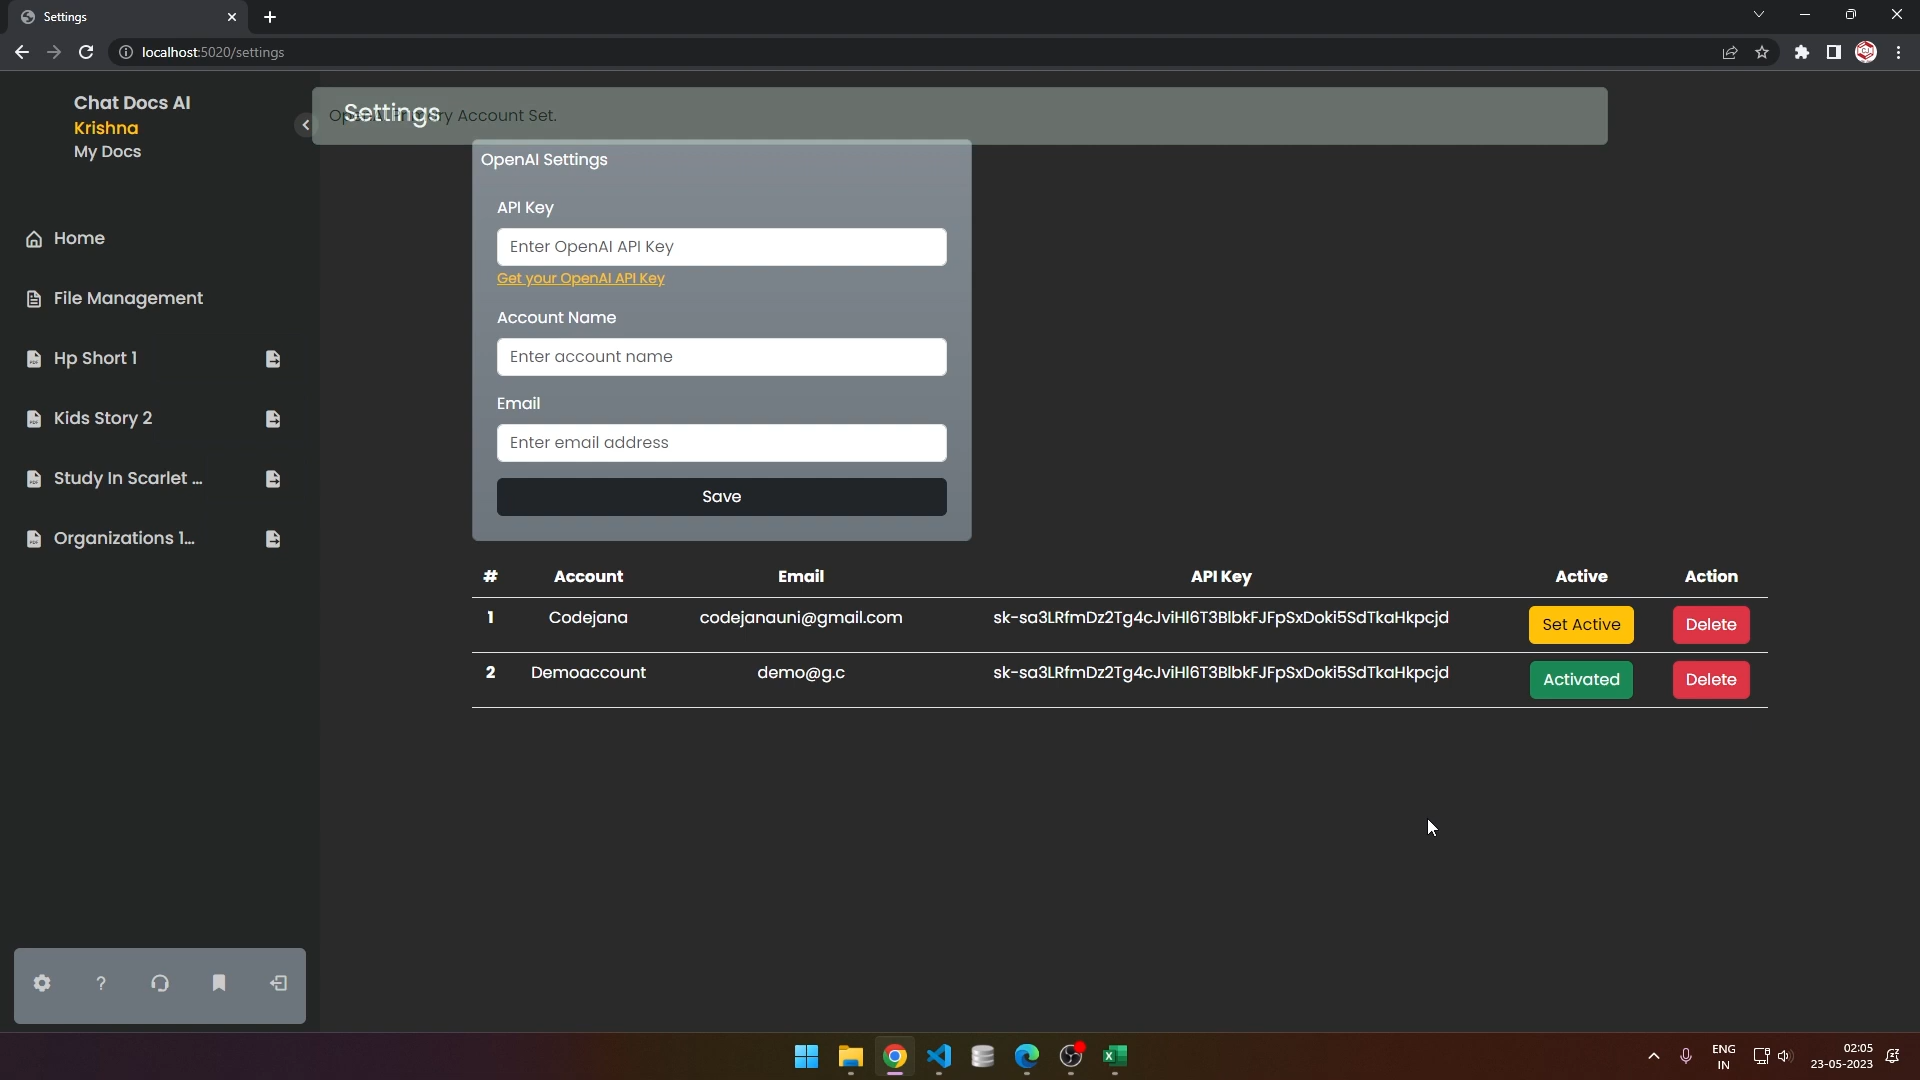 Settings
localhost:5020/settings
Chat Docs AI
Krishna
My Docs
Home
File Management
Hp Short 1
Kids Story 2
Study In Scarlet ...
Organizations 1...
Settings
Account Set.
OpenAI Settings
API Key
Enter OpenAI API Key
Get your OpenAI API Key
Account Name
Enter account name
Email
Enter email address
Save
# Account Email API Key Active Action
1 Codejana codejanauni@gmail.com 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 Set Active Delete
2 Demoaccount demo@g.c 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 Activated Delete
ENG
IN
02:05
23-05-2023